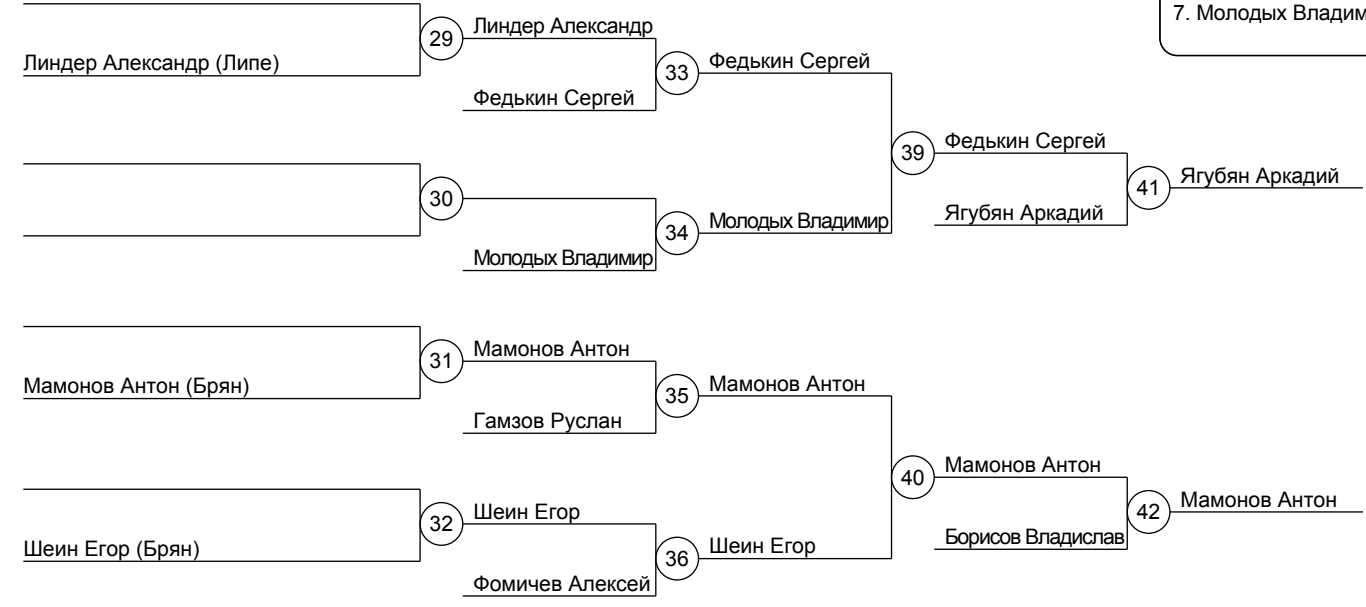 7. Молодых Владим
29
Линдер Александр
Линдер Александр (Липе)
33
Федькин Сергей
Федькин Сергей
39
Федькин Сергей
41
Ягубян Аркадий
30
34
Молодых Владимир
Ягубян Аркадий
Молодых Владимир
31
Мамонов Антон
Мамонов Антон (Брян)
35
Мамонов Антон
Гамзов Руслан
40
Мамонов Антон
42
Мамонов Антон
32
Шеин Егор
Шеин Егор (Брян)
36
Шеин Егор
Борисов Владислав
Фомичев Алексей